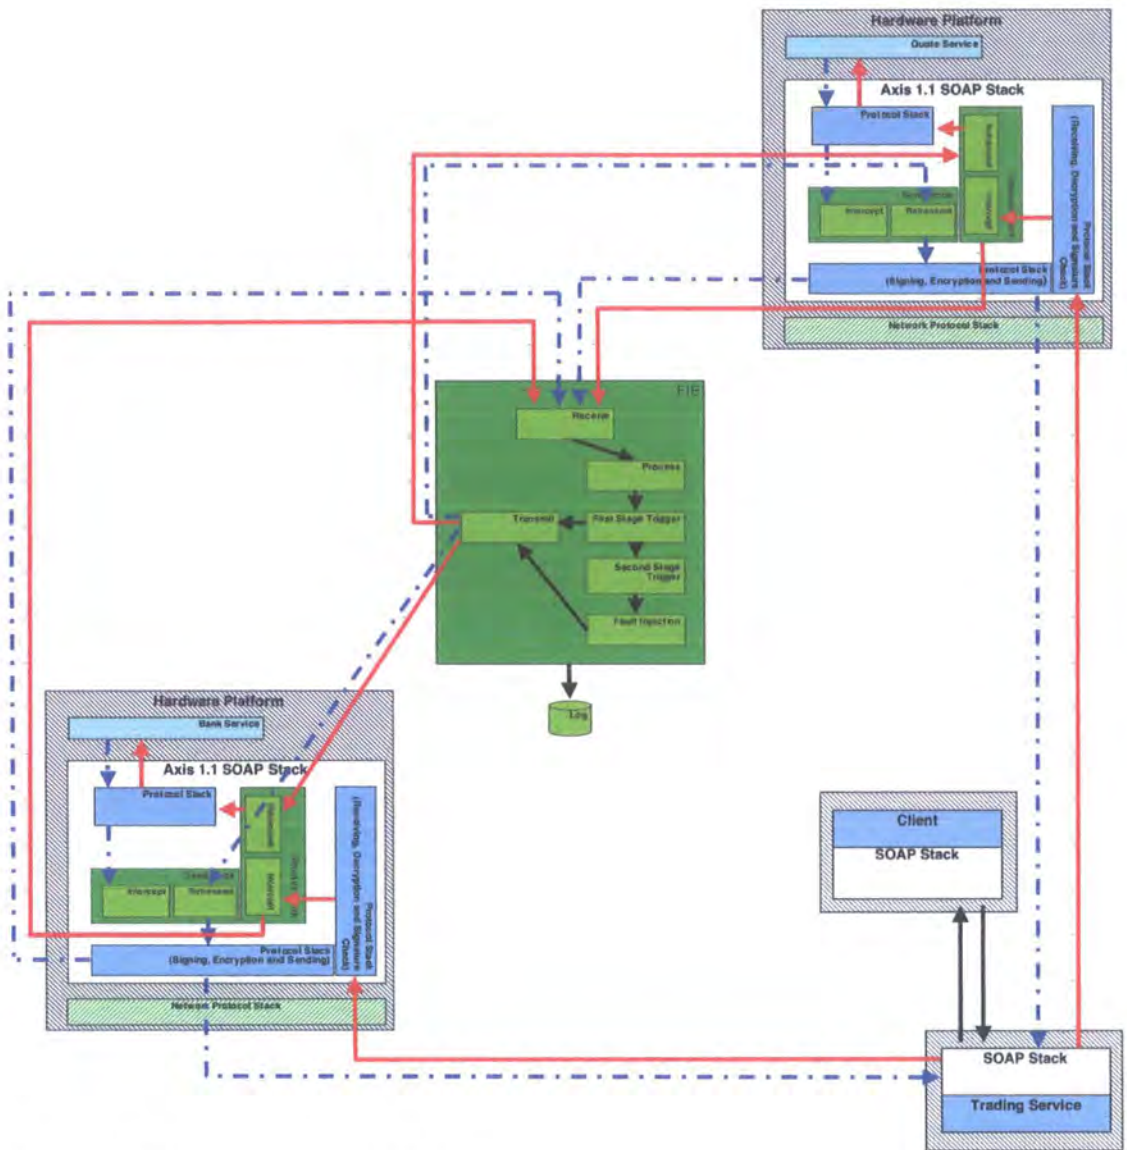 Hardware Platform
Quote Service
Axis 1.1 SOAP Stack
Protocol Stack
Intercept
Protocol Stack
(Receiving, Decryption and Signature
Check)
Protocol Stack
(Signing, Encryption and Sending)
Network Protocol Stack
Receive
Process
Transmit
First Stage Trigger
Second Stage
Trigger
Fault Injection
Log
Hardware Platform
Bank Service
Axis 1.1 SOAP Stack
Protocol Stack
Intercept
Intercept
Protocol Stack
(Receiving, Decryption and Signature
Check)
Protocol Stack
(Signing, Encryption and Sending)
Network Protocol Stack
Client
SOAP Stack
SOAP Stack
Trading Service